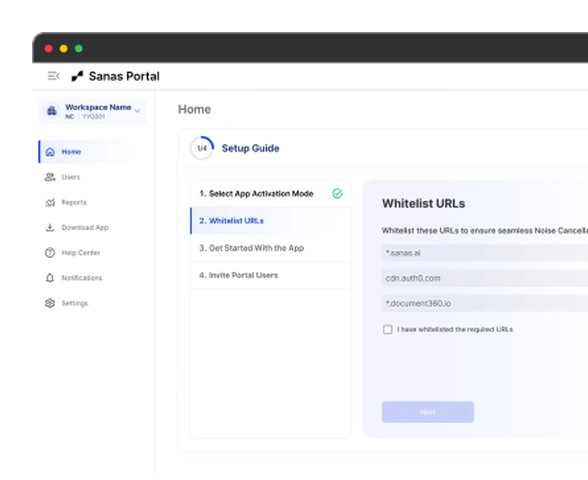 Sanas Portal
Workspace Name
NC | YYG001
Home
Users
Reports
Download App
Help Center
Notifications
Settings
Home
1/4
Setup Guide
1. Select App Activation Mode
2. Whitelist URLs
3. Get Started With the App
4. Invite Portal Users
Whitelist URLs
Whitelist these URLs to ensure seamless Noise Cancella
*.sanas.ai
cdn.auth0.com
*.document360.io
I have whitelisted the required URLs
Next